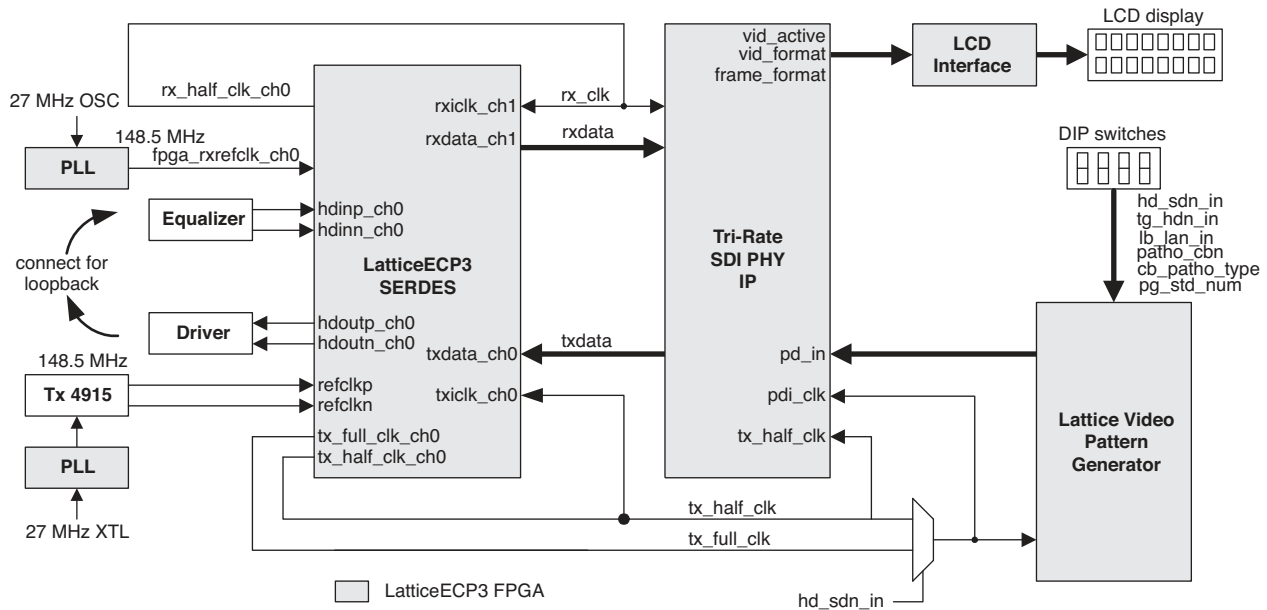 LCD display
vid_active
vid_format
frame_format
LCD
Interface
rx_half_clk_ch0
27 MHz OSC
rxiclk_ch1
rx_clk
rxdata_ch1
rxdata
148.5 MHz
fpga_rxrefclk_ch0
PLL
DIP switches
hd_sdn_in
tg_hdn_in
lb_lan_in
patho_cbn
cb_patho_type
pg_std_num
Equalizer
hdinp_ch0
hdinn_ch0
connect for
loopback
LatticeECP3
SERDES
Tri-Rate
SDI PHY
IP
Driver
hdoutp_ch0
hdoutn_ch0
txdata_ch0
txdata
pd_in
148.5 MHz
Tx 4915
refclkp
refclkn
txiclk_ch0
pdi_clk
tx_full_clk_ch0
tx_half_clk_ch0
tx_half_clk
Lattice Video
Pattern
Generator
PLL
27 MHz XTL
tx_half_clk
tx_full_clk
LatticeECP3 FPGA
hd_sdn_in